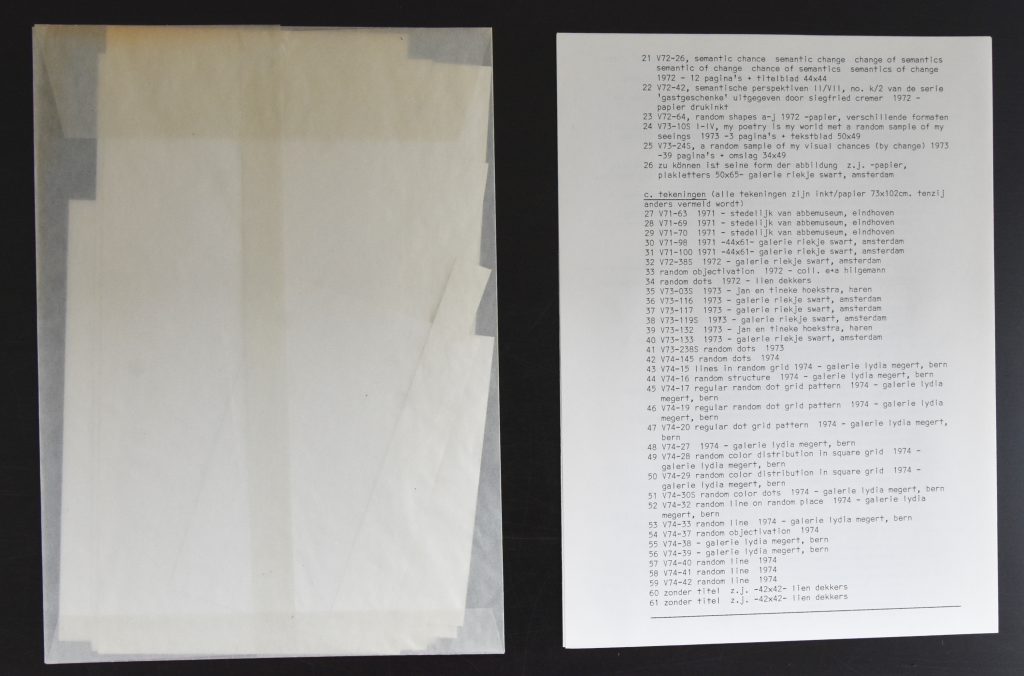 21 V72-26, semantic chance  semantic change  change of semantics
semantic of change  chance of semantics  semantics of change
1972 - 12 pagina's + titelblad 44x44
22 V72-42, semantische perspektiven II/VII, no. k/2 van de serie
'gastgeschenke' uitgegeven door siegfried cremer  1972 -
papier drukinkt
23 V72-64, random shapes a-j 1972 -papier, verschillende formaten
24 V73-10S I-IV, my poetry is my world met a random sample of my
seeings  1973 -3 pagina's + tekstblad 50x49
25 V73-24S, a random sample of my visual chances (by change) 1973
-39 pagina's + omslag 34x49
26 zu können ist seine form der abbildung  z.j. -papier,
plakletters 50x65- galerie riekje swart, amsterdam
c. tekeningen (alle tekeningen zijn inkt/papier 73x102cm. tenzij
anders vermeld wordt)
27 V71-63  1971 - stedelijk van abbemuseum, eindhoven
28 V71-69  1971 - stedelijk van abbemuseum, eindhoven
29 V71-70  1971 - stedelijk van abbemuseum, eindhoven
30 V71-98  1971 -44x61- galerie riekje swart, amsterdam
31 V71-100 1971 -44x61- galerie riekje swart, amsterdam
32 V72-38S  1972 - galerie riekje swart, amsterdam
33 random objectivation  1972 - coll. e+a hilgemann
34 random dots  1972 - lien dekkers
35 V73-03S  1973 - jan en tineke hoekstra, haren
36 V73-116  1973 - galerie riekje swart, amsterdam
37 V73-117  1973 - galerie riekje swart, amsterdam
38 V73-119S  1973 - galerie riekje swart, amsterdam
39 V73-132  1973 - jan en tineke hoekstra, haren
40 V73-133  1973 - galerie riekje swart, amsterdam
41 V73-238S random dots  1973
42 V74-145 random dots  1974
43 V74-15 lines in random grid 1974 - galerie lydia megert, bern
44 V74-16 random structure  1974 - galerie lydia megert, bern
45 V74-17 regular random dot grid pattern  1974 - galerie lydia
megert, bern
46 V74-19 regular random dot grid pattern  1974 - galerie lydia
megert, bern
47 V74-20 regular dot grid pattern  1974 - galerie lydia megert,
bern
48 V74-27  1974 - galerie lydia megert, bern
49 V74-28 random color distribution in square grid  1974 -
galerie lydia megert, bern
50 V74-29 random color distribution in square grid  1974 -
galerie lydia megert, bern
51 V74-30S random color dots  1974 - galerie lydia megert, bern
52 V74-32 random line on random place  1974 - galerie lydia
megert, bern
53 V74-33 random line  1974 - galerie lydia megert, bern
54 V74-37 random objectivation  1974
55 V74-38 - galerie lydia megert, bern
56 V74-39 - galerie lydia megert, bern
57 V74-40 random line  1974
58 V74-41 random line  1974
59 V74-42 random line  1974
60 zonder titel  z.j. -42x42- lien dekkers
61 zonder titel  z.j. -42x42- lien dekkers